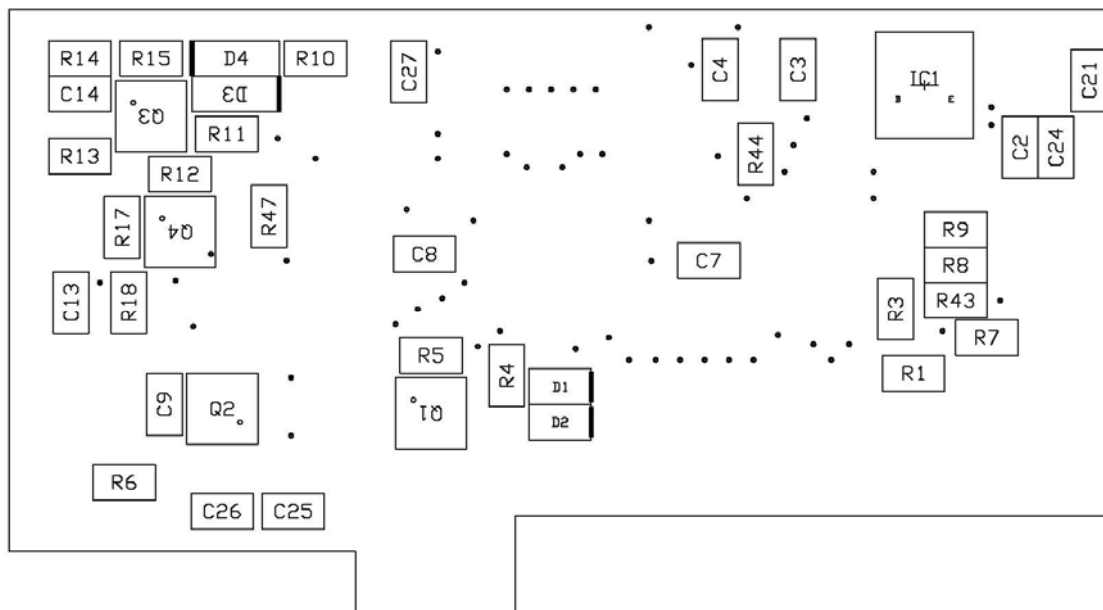 R14 R15 D4 R10 C27 C4 C3 IC1 C21
C14 D3
Q3 R11 D E
R13 R44 C2 C24
R12
R17 Q4 R47 R9
C8 C7 R8
C13 R18 R3 R43
R5 R7
R4 D1 R1
C9 Q2 Q1 D2
R6
C26 C25